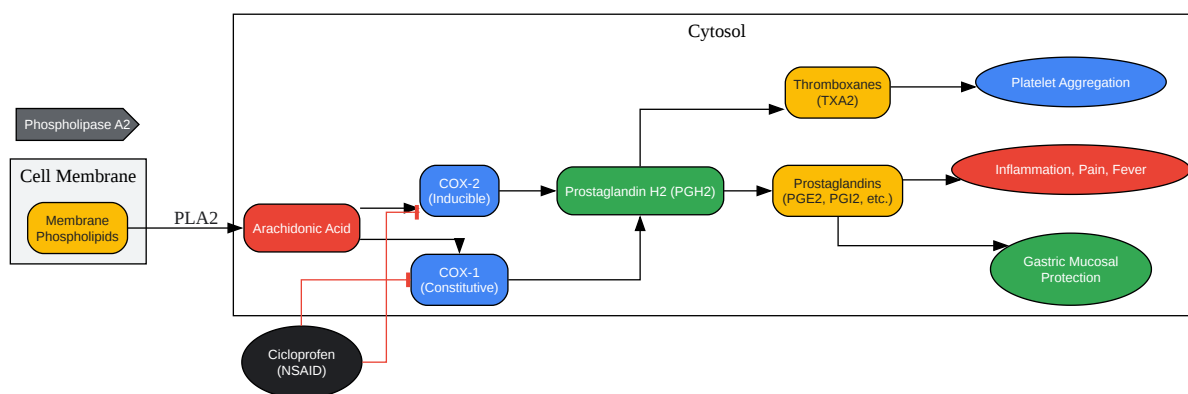 Cytosol
Phospholipase A2
Cell Membrane
Membrane
Phospholipids
PLA2
Arachidonic Acid
COX-2
(Inducible)
COX-1
(Constitutive)
Prostaglandin H2 (PGH2)
Thromboxanes
(TXA2)
Platelet Aggregation
Prostaglandins
(PGE2, PGI2, etc.)
Inflammation, Pain, Fever
Gastric Mucosal
Protection
Cicloprofen
(NSAID)